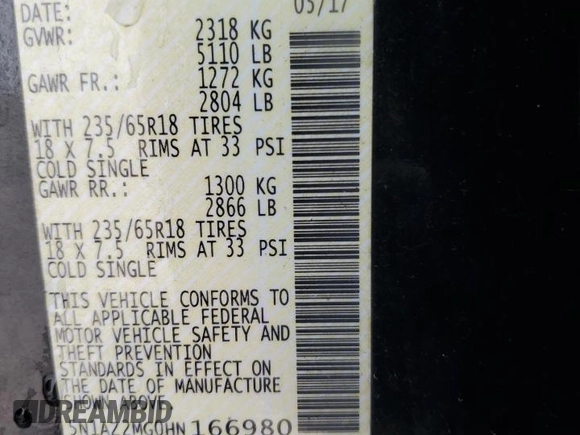 DATE: 05/17
GVWR: 2318 KG
5110 LB
GAWR FR.: 1272 KG
2804 LB
WITH 235/65R18 TIRES
18 X 7.5 RIMS AT 33 PSI
COLD SINGLE
GAWR RR.: 1300 KG
2866 LB
WITH 235/65R18 TIRES
18 X 7.5 RIMS AT 33 PSI
COLD SINGLE
THIS VEHICLE CONFORMS TO
ALL APPLICABLE FEDERAL
MOTOR VEHICLE SAFETY AND
THEFT PREVENTION
STANDARDS IN EFFECT ON
THE DATE OF MANUFACTURE
SHOWN ABOVE
5N1AZ2MG0HN166980
DREAMBID